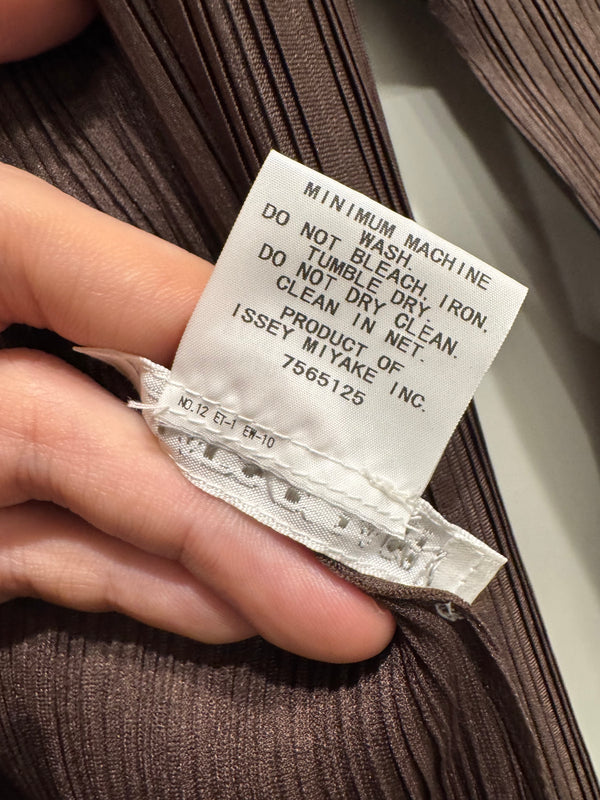 MINIMUM MACHINE
WASH.
DO NOT BLEACH, IRON.
TUMBLE DRY.
DO NOT DRY CLEAN.
CLEAN IN NET-
PRODUCT OF
ISSEY MIYAKE INC.
7565125
NO.12 ET-1 EW-10